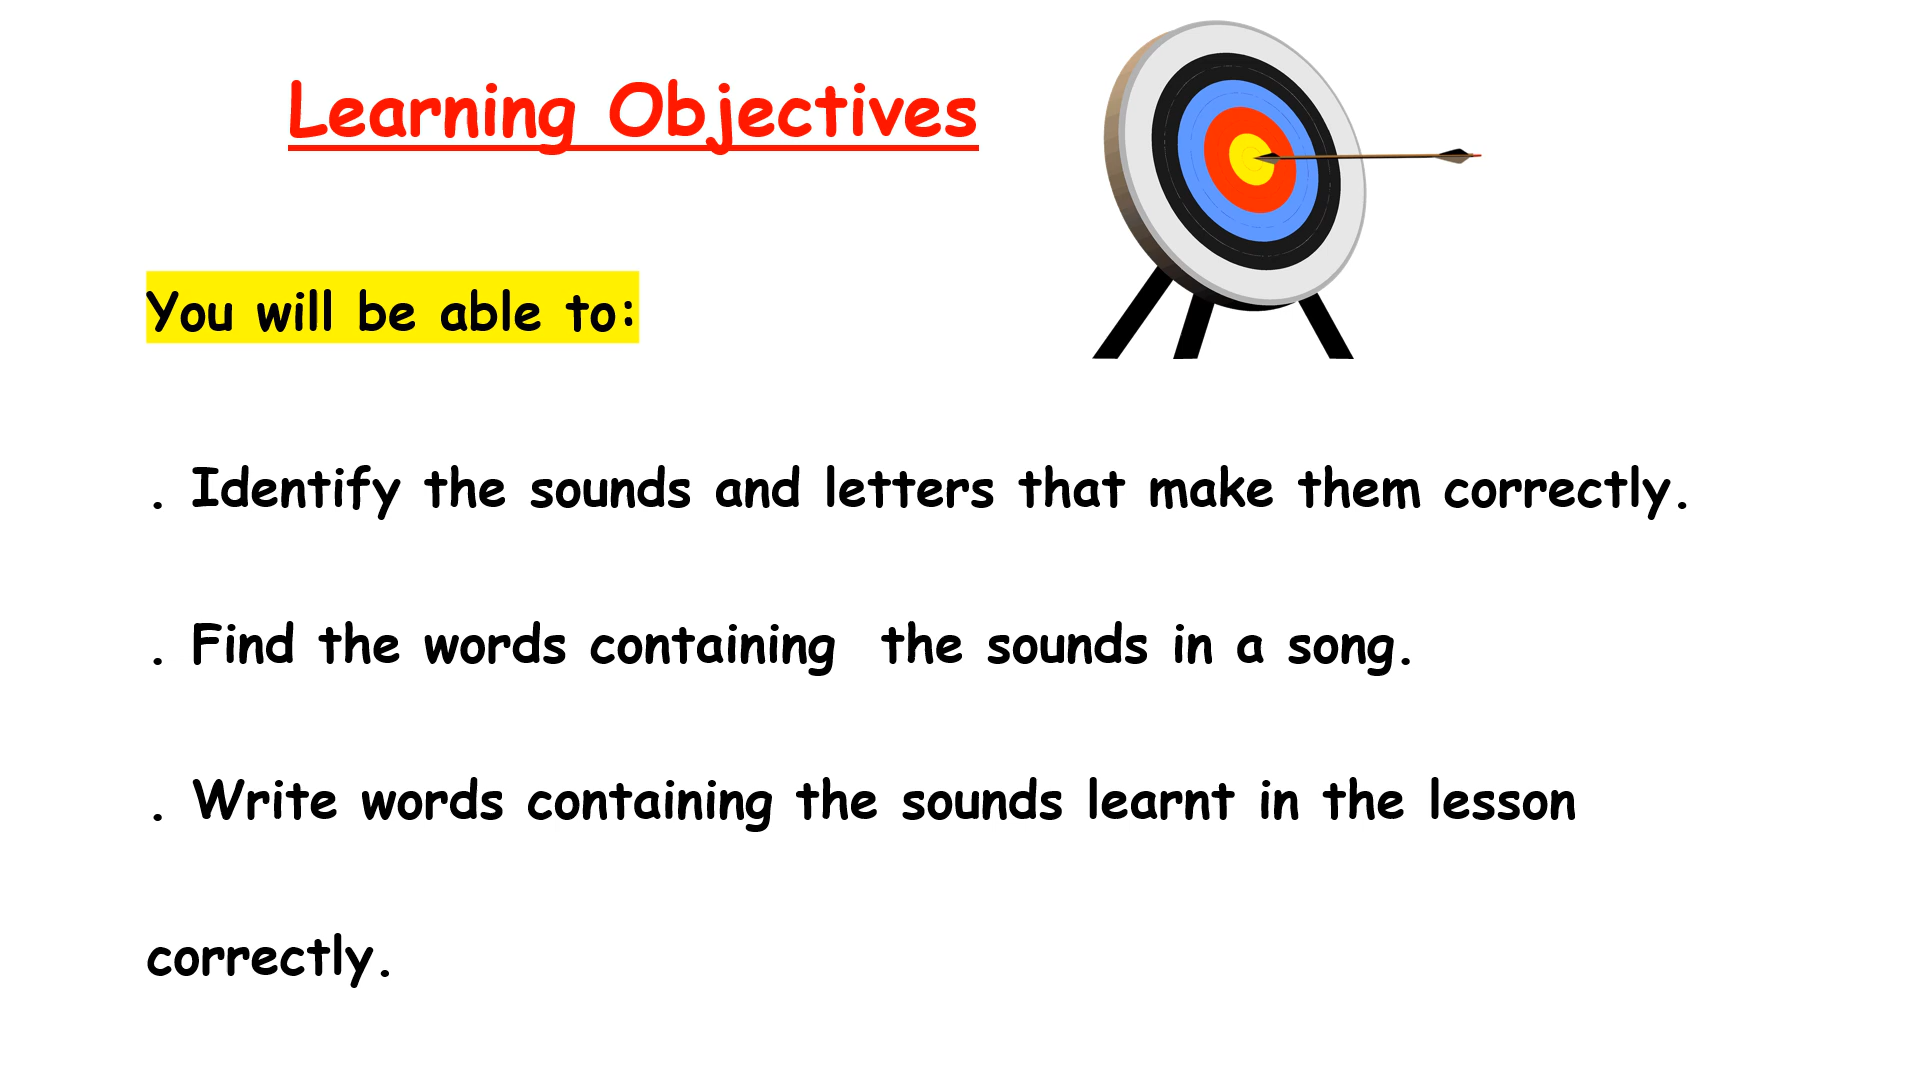 Learning Objectives
You will be able to:
. Identify the sounds and letters that make them correctly.
. Find the words containing  the sounds in a song.
. Write words containing the sounds learnt in the lesson
correctly.